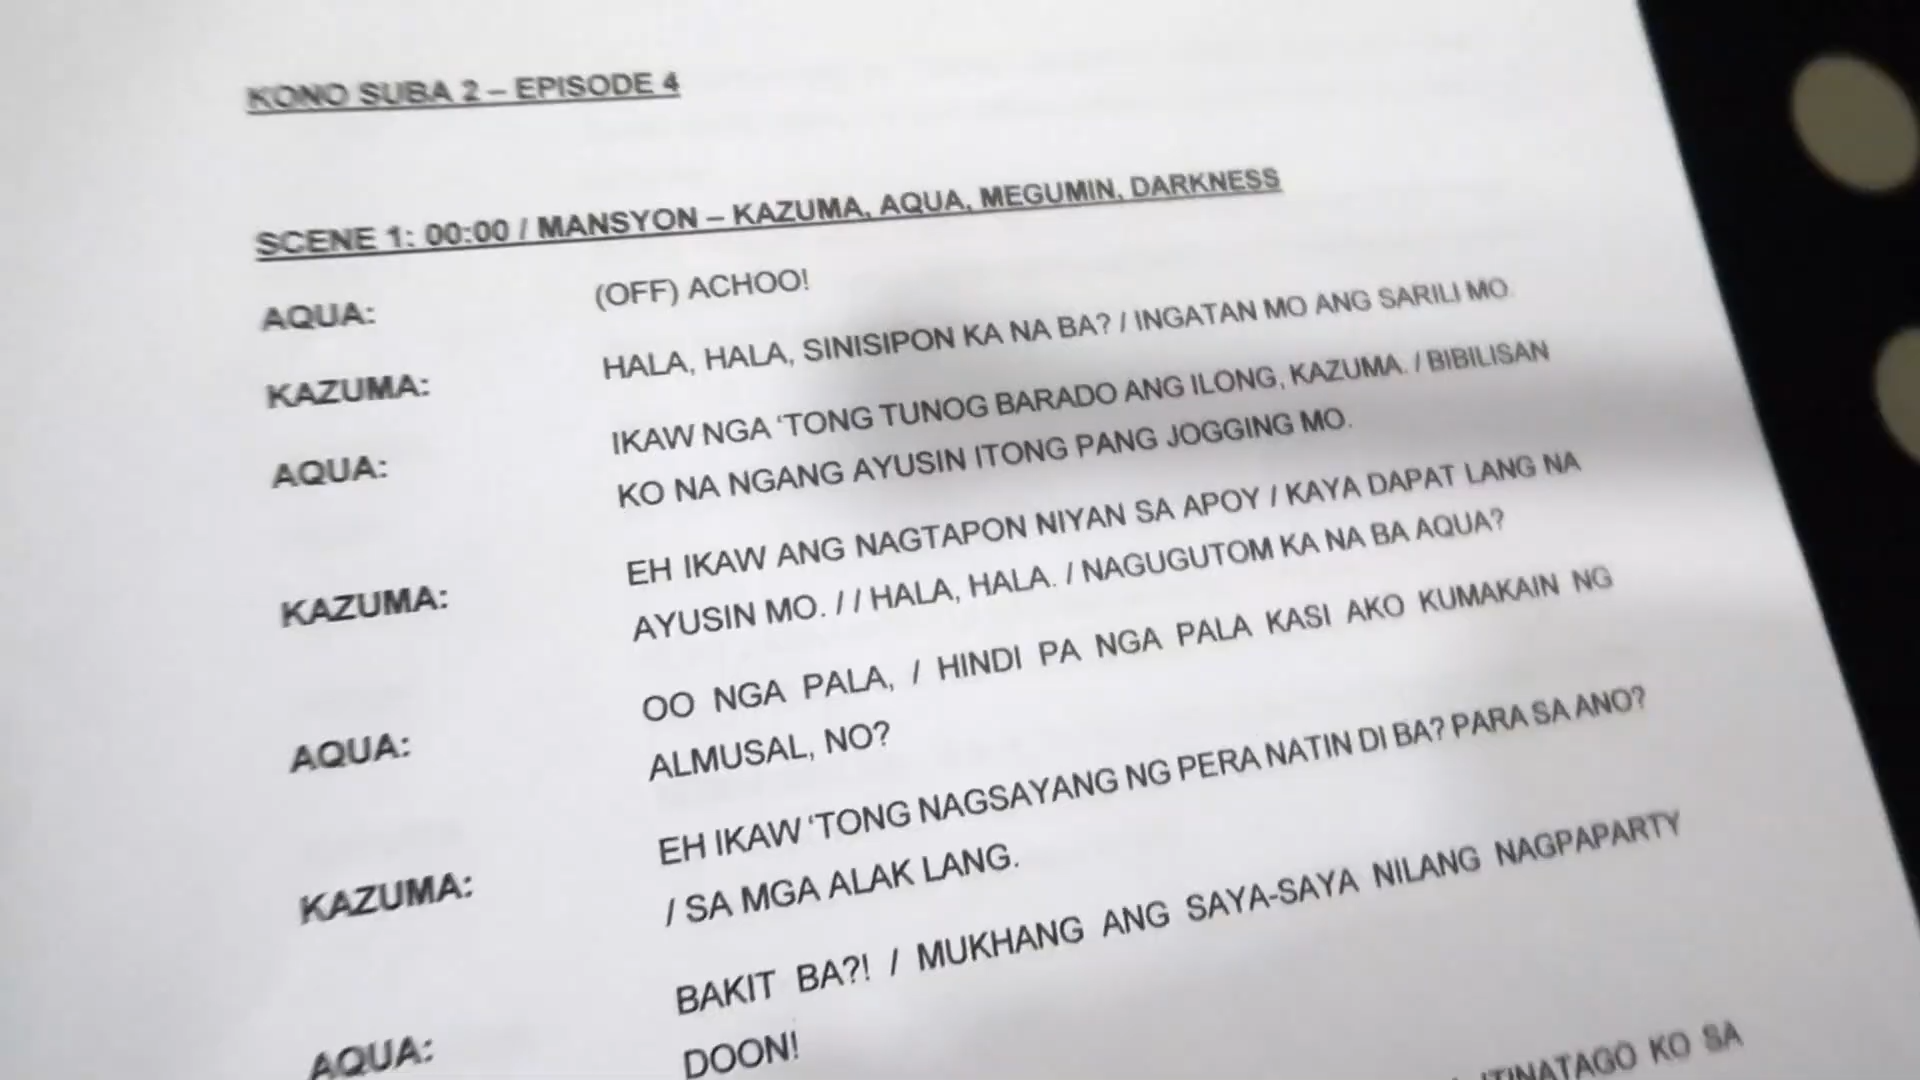 KONO SUBA 2 – EPISODE 4
SCENE 1: 00:00 / MANSYON – KAZUMA, AQUA, MEGUMIN, DARKNESS
AQUA: (OFF) ACHOO!
KAZUMA: HALA, HALA, SINISIPON KA NA BA? / INGATAN MO ANG SARILI MO.
AQUA: IKAW NGA ‘TONG TUNOG BARADO ANG ILONG, KAZUMA. / BIBILISAN
KO NA NGANG AYUSIN ITONG PANG JOGGING MO.
KAZUMA: EH IKAW ANG NAGTAPON NIYAN SA APOY / KAYA DAPAT LANG NA
AYUSIN MO. / / HALA, HALA. / NAGUGUTOM KA NA BA AQUA?
AQUA: OO NGA PALA, / HINDI PA NGA PALA KASI AKO KUMAKAIN NG
ALMUSAL, NO?
KAZUMA: EH IKAW ‘TONG NAGSAYANG NG PERA NATIN DI BA? PARA SA ANO?
/ SA MGA ALAK LANG.
AQUA: BAKIT BA?! / MUKHANG ANG SAYA-SAYA NILANG NAGPAPARTY
DOON!
ITINATAGO KO SA